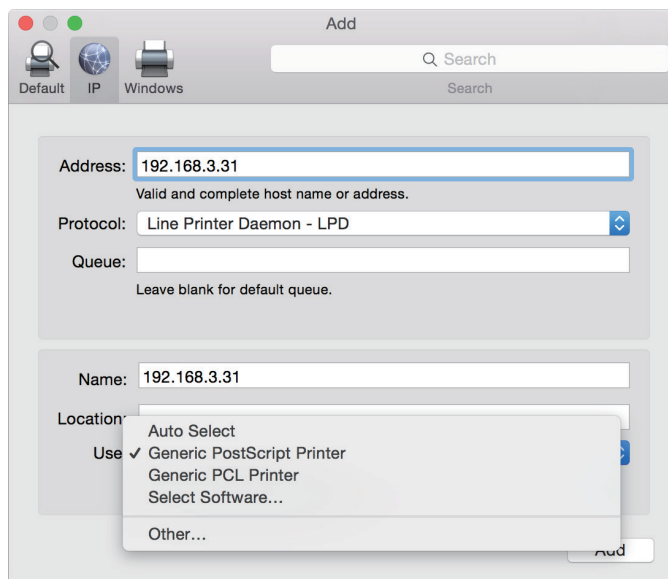 Add
Search
Default IP Windows Search
Address: 192.168.3.31
Valid and complete host name or address.
Protocol: Line Printer Daemon - LPD
Queue:
Leave blank for default queue.
Name: 192.168.3.31
Location:
Auto Select
Use ✓ Generic PostScript Printer
Generic PCL Printer
Select Software...
Other...
Add